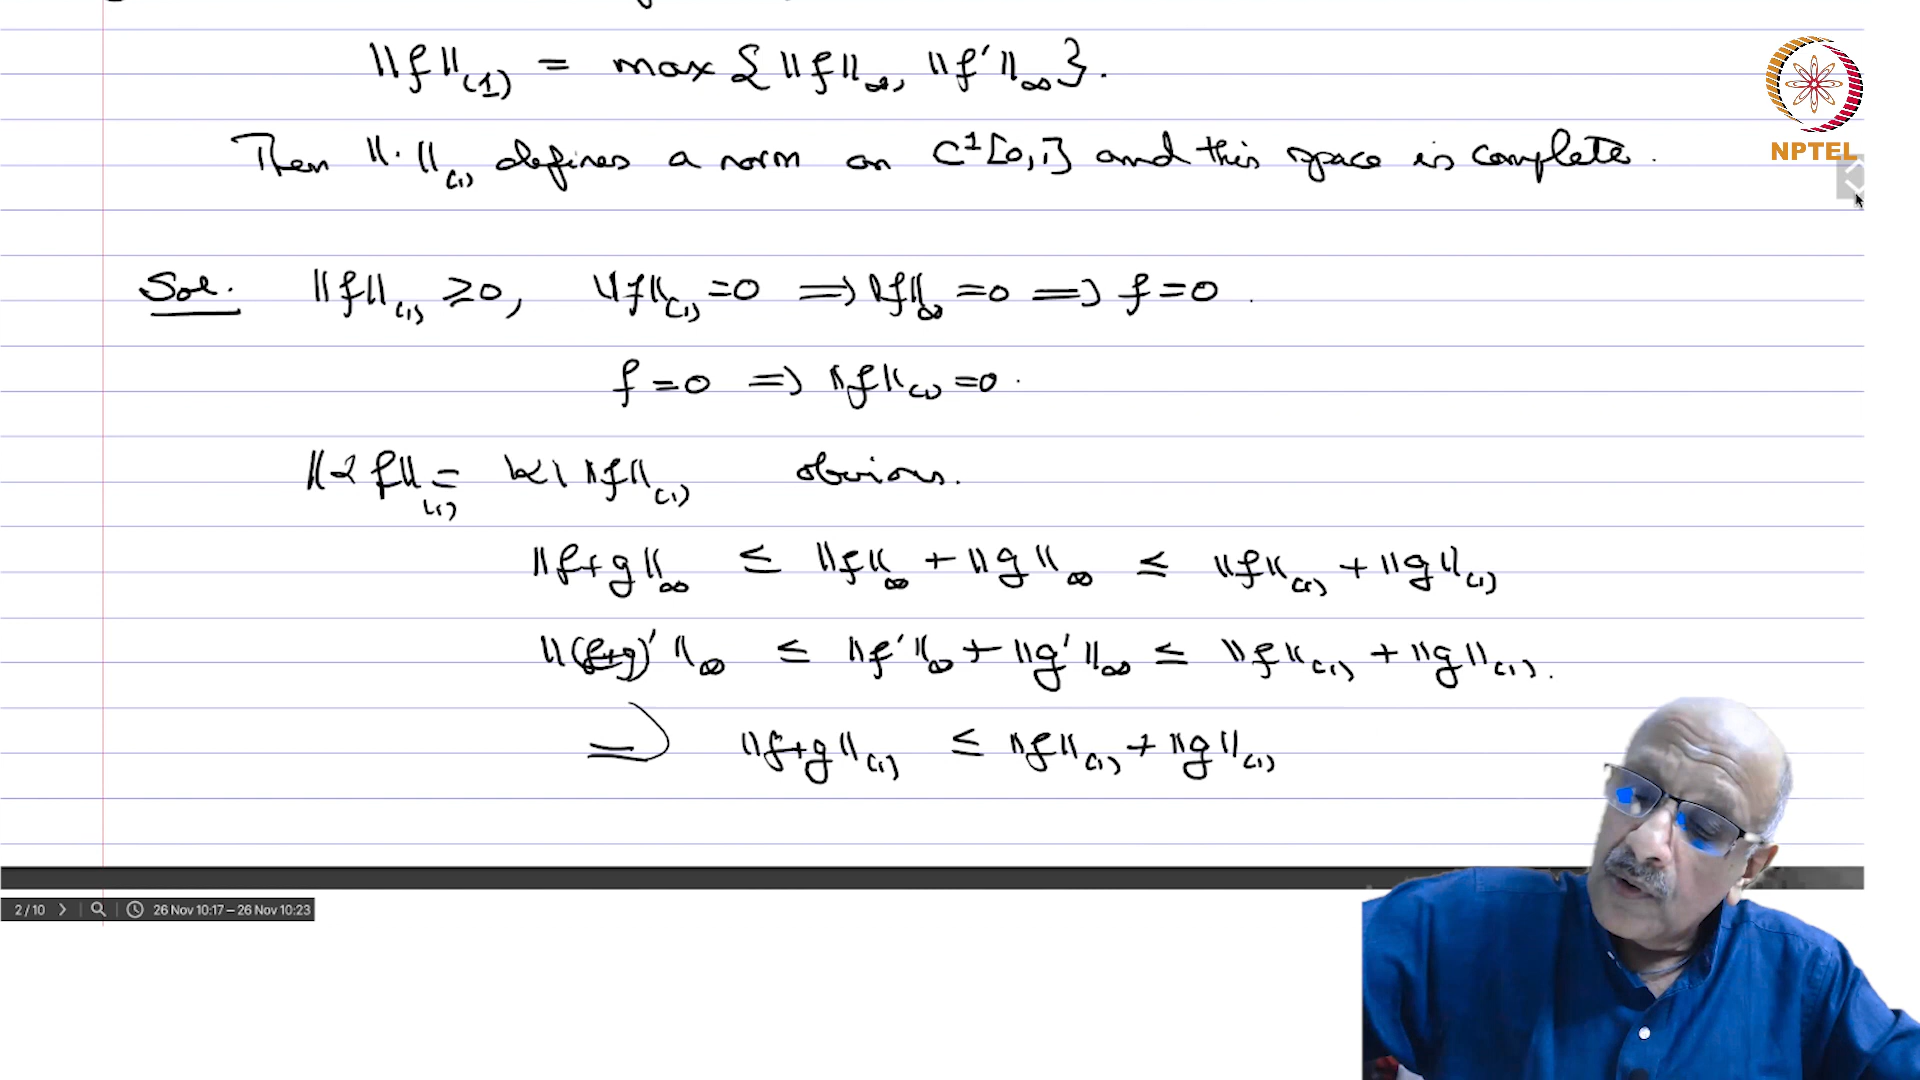 ‖f‖₍₁₎ = max {‖f‖∞, ‖f′‖∞}.
NPTEL
Then ‖·‖₍₁₎ defines a norm on C¹[0,1] and this space is complete.
Sol. ‖f‖₍₁₎ ≥ 0, ‖f‖₍₁₎ = 0 ⟹ ‖f‖∞ = 0 ⟹ f = 0.
f = 0 ⟹ ‖f‖₍₁₎ = 0.
‖αf‖₍₁₎ = |α| ‖f‖₍₁₎ obvious.
‖f+g‖∞ ≤ ‖f‖∞ + ‖g‖∞ ≤ ‖f‖₍₁₎ + ‖g‖₍₁₎
‖(f+g)′‖∞ ≤ ‖f′‖∞ + ‖g′‖∞ ≤ ‖f‖₍₁₎ + ‖g‖₍₁₎.
⟹ ‖f+g‖₍₁₎ ≤ ‖f‖₍₁₎ + ‖g‖₍₁₎
2/10 26 Nov 10:17 – 26 Nov 10:23